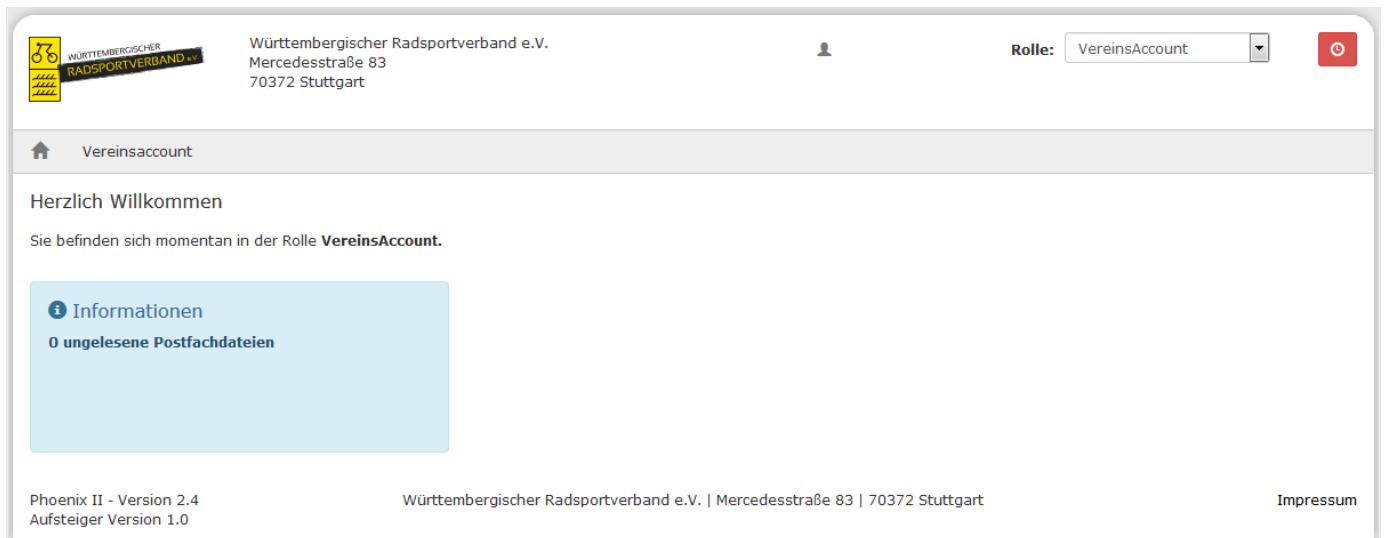 WÜRTTEMBERGISCHER
RADSPORTVERBAND e.V.
Württembergischer Radsportverband e.V.
Mercedesstraße 83
70372 Stuttgart
Rolle: VereinsAccount
Vereinsaccount
Herzlich Willkommen
Sie befinden sich momentan in der Rolle VereinsAccount.
Informationen
0 ungelesene Postfachdateien
Phoenix II - Version 2.4
Aufsteiger Version 1.0
Württembergischer Radsportverband e.V. | Mercedesstraße 83 | 70372 Stuttgart
Impressum